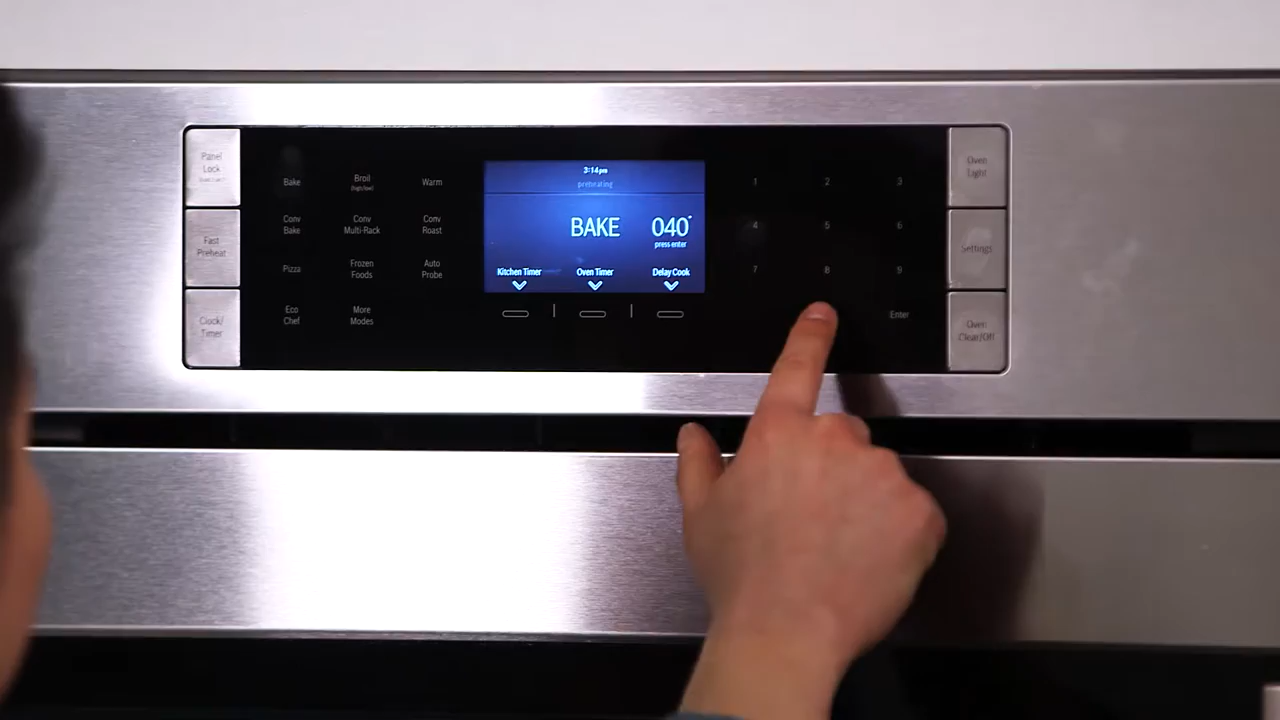 Panel
Lock
Fast
Preheat
Clock/
Timer
Bake
Broil
(high/low)
Warm
Conv
Bake
Conv
Multi-Rack
Conv
Roast
Pizza
Frozen
Foods
Auto
Probe
Eco
Chef
More
Modes
3:14pm
preheating
BAKE 040°
press enter
Kitchen Timer Oven Timer Delay Cook
1 2 3
4 5 6
7 8 9
Enter
Oven
Light
Settings
Oven
Clear/Off